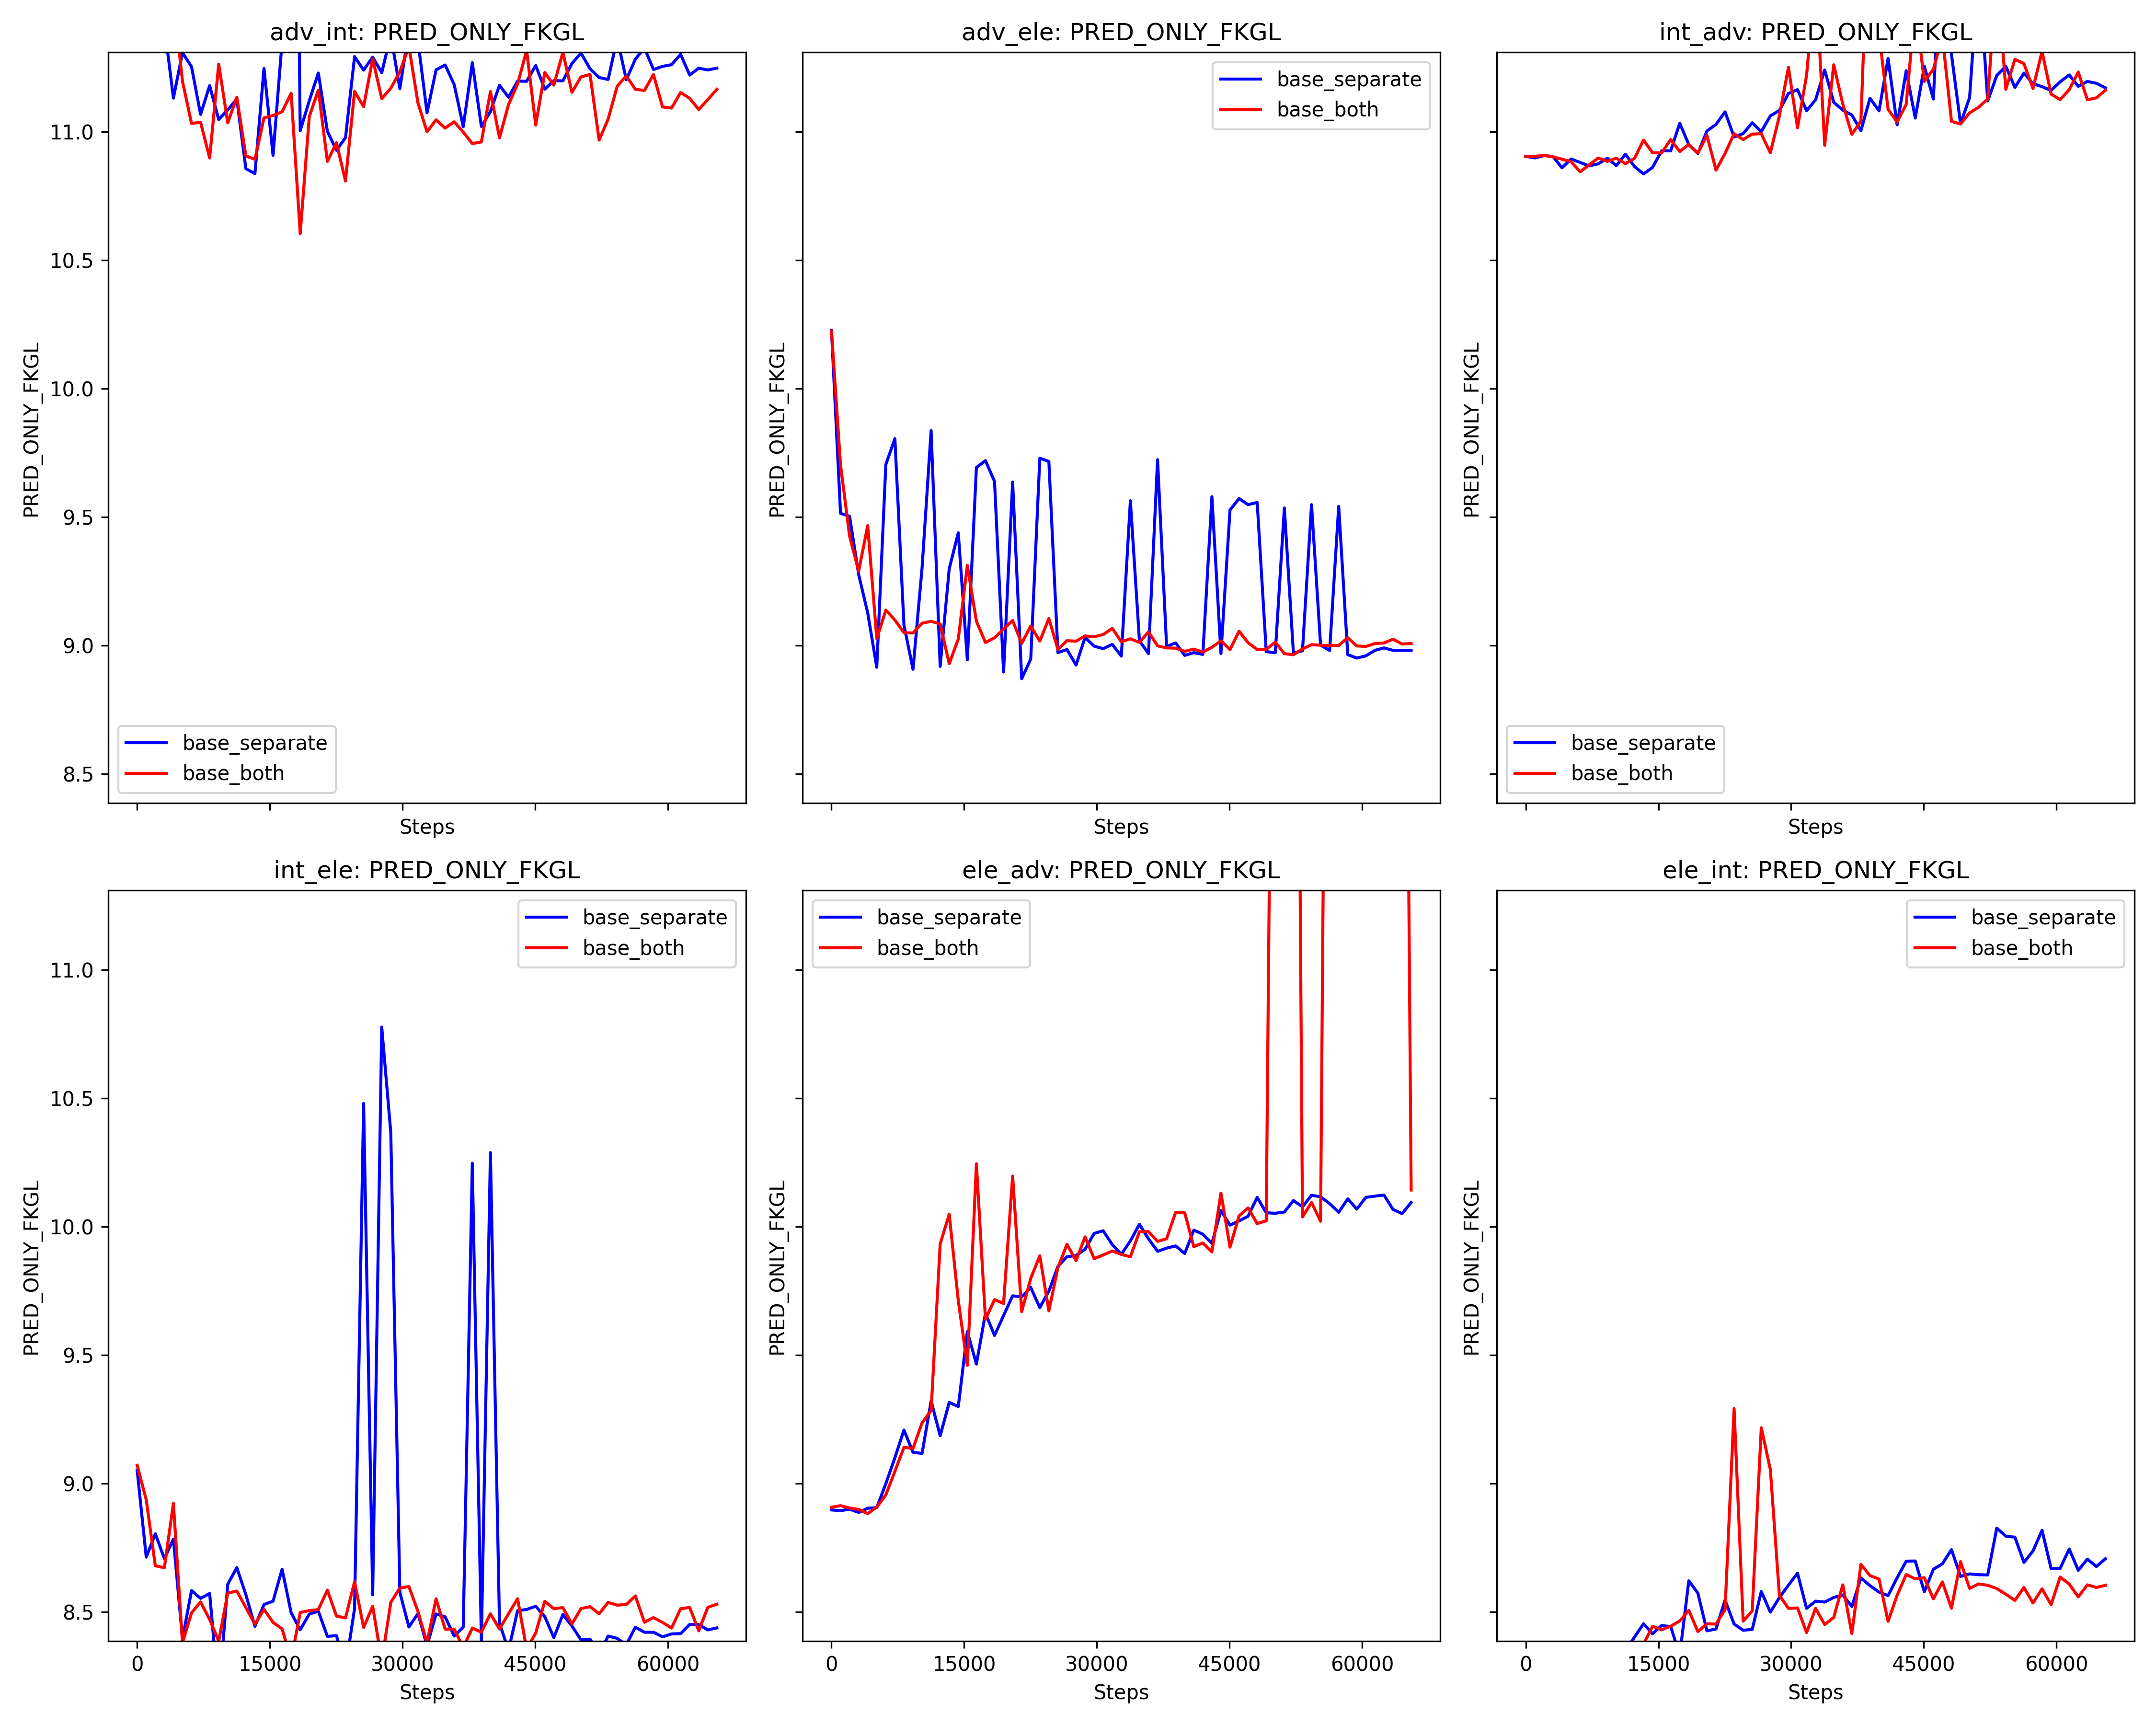 adv_int: PRED_ONLY_FKGL
adv_ele: PRED_ONLY_FKGL
int_adv: PRED_ONLY_FKGL
PRED_ONLY_FKGL
11.0
10.5
10.0
9.5
9.0
8.5
base_separate
base_both
Steps
PRED_ONLY_FKGL
base_separate
base_both
Steps
PRED_ONLY_FKGL
base_separate
base_both
Steps
int_ele: PRED_ONLY_FKGL
ele_adv: PRED_ONLY_FKGL
ele_int: PRED_ONLY_FKGL
PRED_ONLY_FKGL
11.0
10.5
10.0
9.5
9.0
8.5
base_separate
base_both
0 15000 30000 45000 60000
Steps
PRED_ONLY_FKGL
base_separate
base_both
0 15000 30000 45000 60000
Steps
PRED_ONLY_FKGL
base_separate
base_both
0 15000 30000 45000 60000
Steps